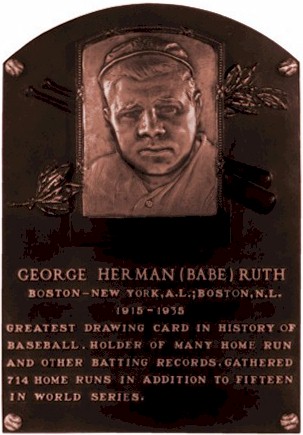 GEORGE HERMAN (BABE) RUTH
BOSTON-NEW YORK, A.L.; BOSTON, N.L.
1915-1935
GREATEST DRAWING CARD IN HISTORY OF
BASEBALL. HOLDER OF MANY HOME RUN
AND OTHER BATTING RECORDS. GATHERED
714 HOME RUNS IN ADDITION TO FIFTEEN
IN WORLD SERIES.